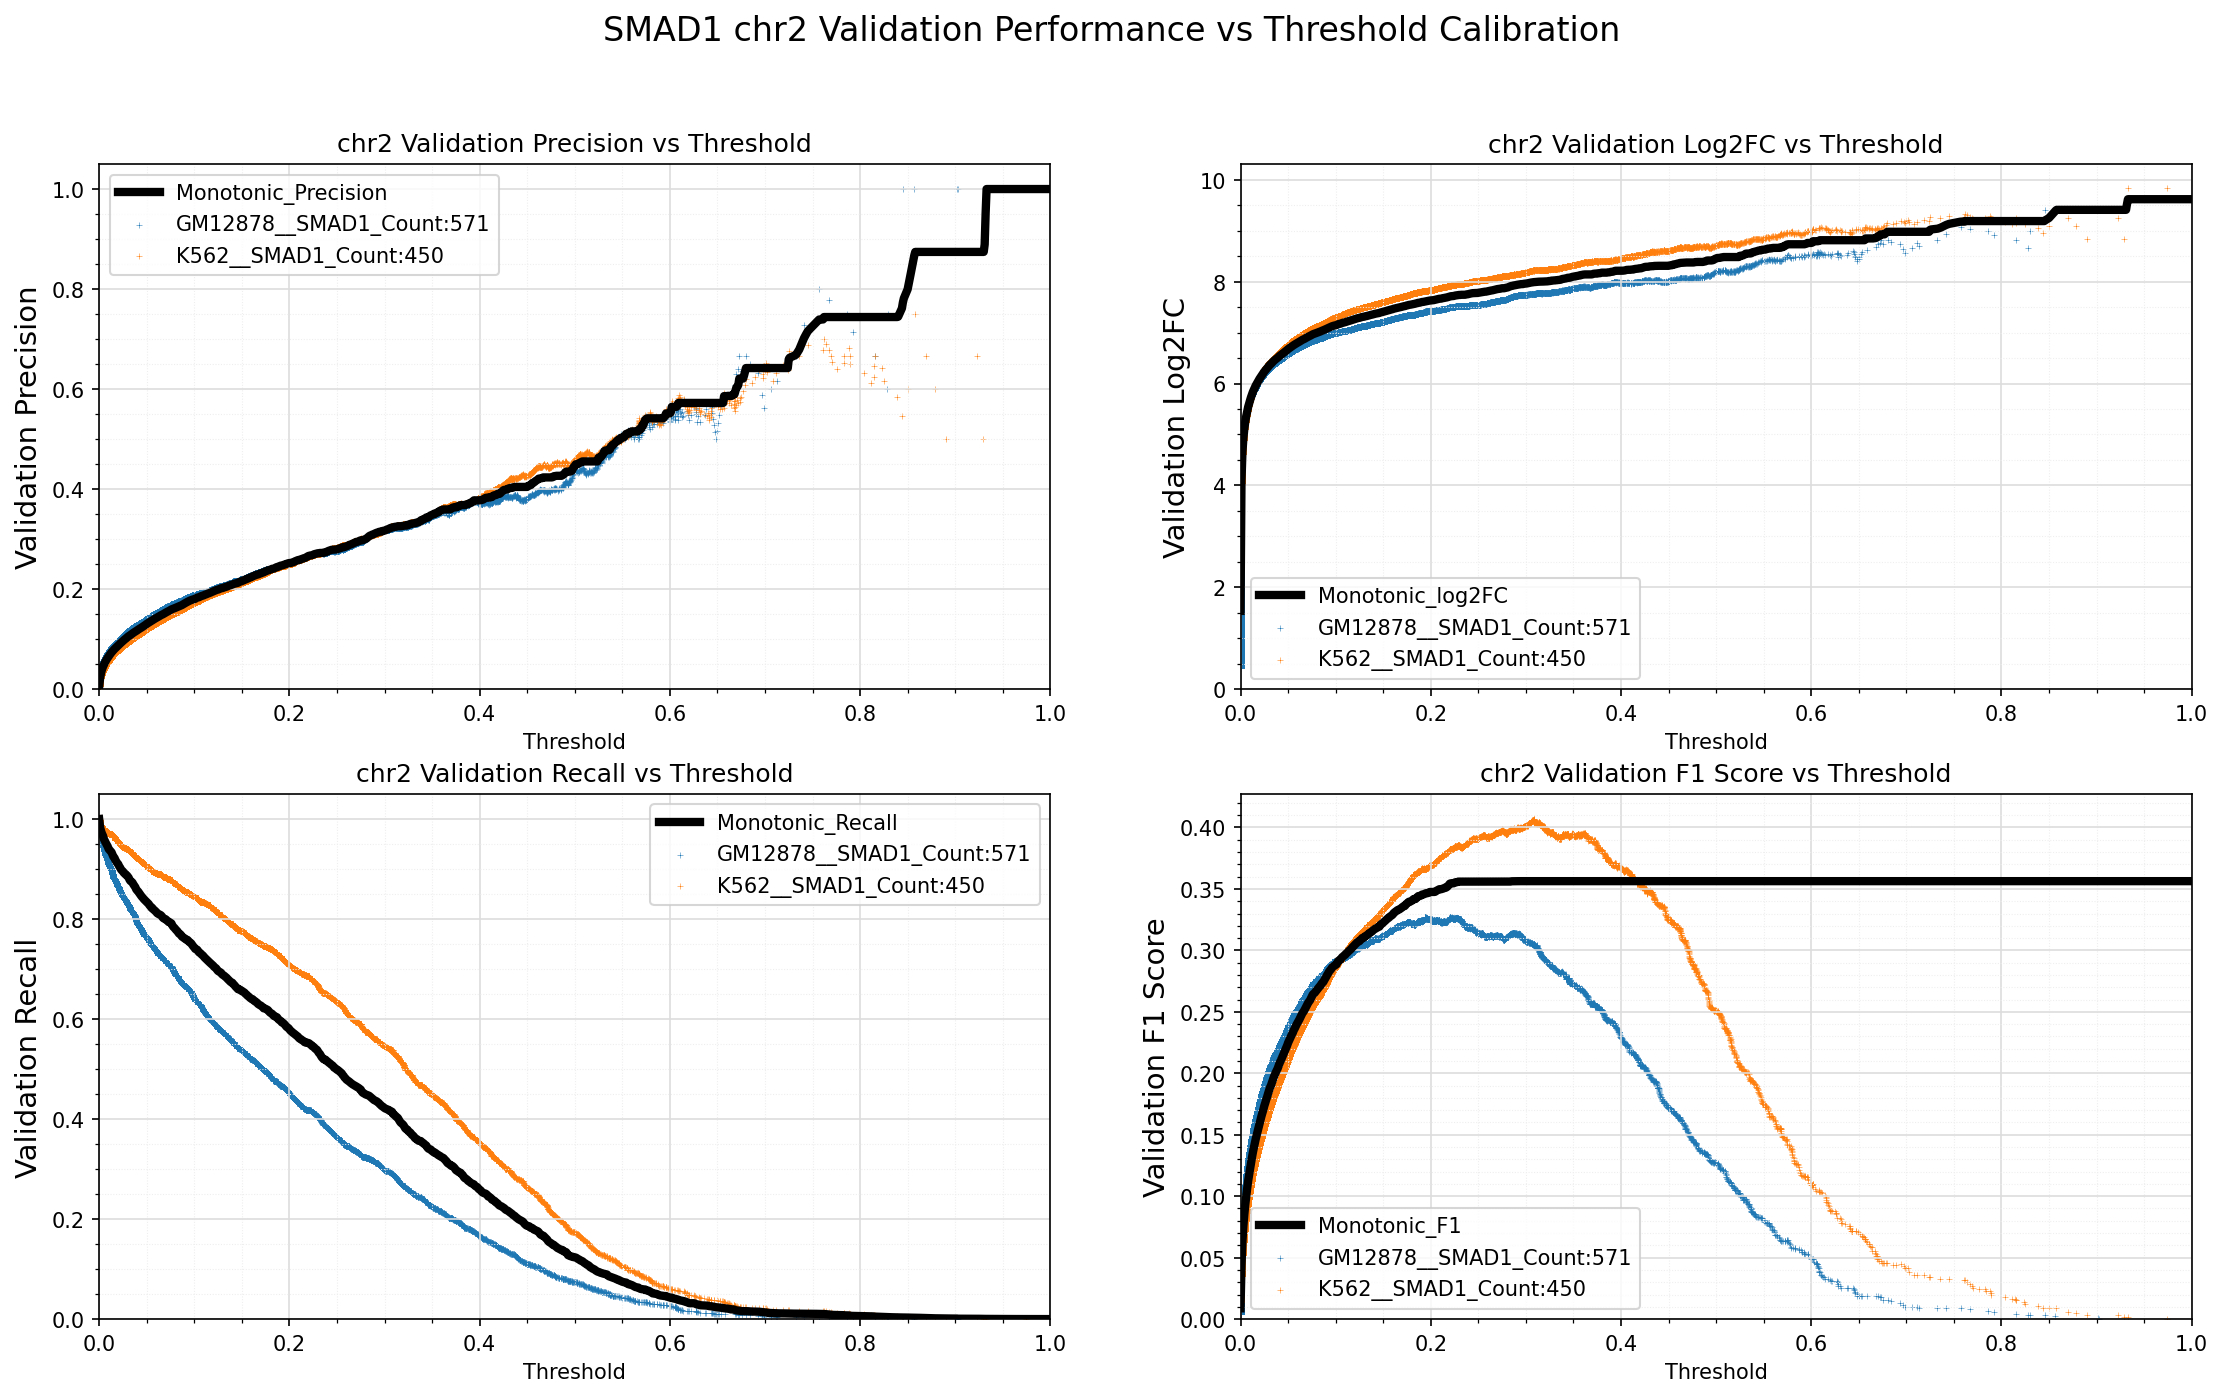 SMAD1 chr2 Validation Performance vs Threshold Calibration
chr2 Validation Precision vs Threshold
Validation Precision
1.0
0.8
0.6
0.4
0.2
0.0
Monotonic_Precision
GM12878__SMAD1_Count:571
K562__SMAD1_Count:450
0.0 0.2 0.4 0.6 0.8 1.0
Threshold
chr2 Validation Log2FC vs Threshold
Validation Log2FC
10
8
6
4
2
0
Monotonic_log2FC
GM12878__SMAD1_Count:571
K562__SMAD1_Count:450
0.0 0.2 0.4 0.6 0.8 1.0
Threshold
chr2 Validation Recall vs Threshold
Validation Recall
1.0
0.8
0.6
0.4
0.2
0.0
Monotonic_Recall
GM12878__SMAD1_Count:571
K562__SMAD1_Count:450
0.0 0.2 0.4 0.6 0.8 1.0
Threshold
chr2 Validation F1 Score vs Threshold
Validation F1 Score
0.40
0.35
0.30
0.25
0.20
0.15
0.10
0.05
0.00
Monotonic_F1
GM12878__SMAD1_Count:571
K562__SMAD1_Count:450
0.0 0.2 0.4 0.6 0.8 1.0
Threshold